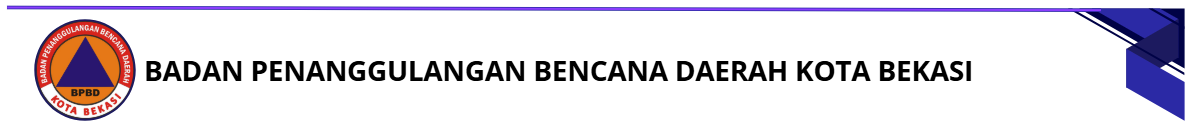 BADAN PENANGGULANGAN BENCANA DAERAH
BPBD
KOTA BEKASI
BADAN PENANGGULANGAN BENCANA DAERAH KOTA BEKASI